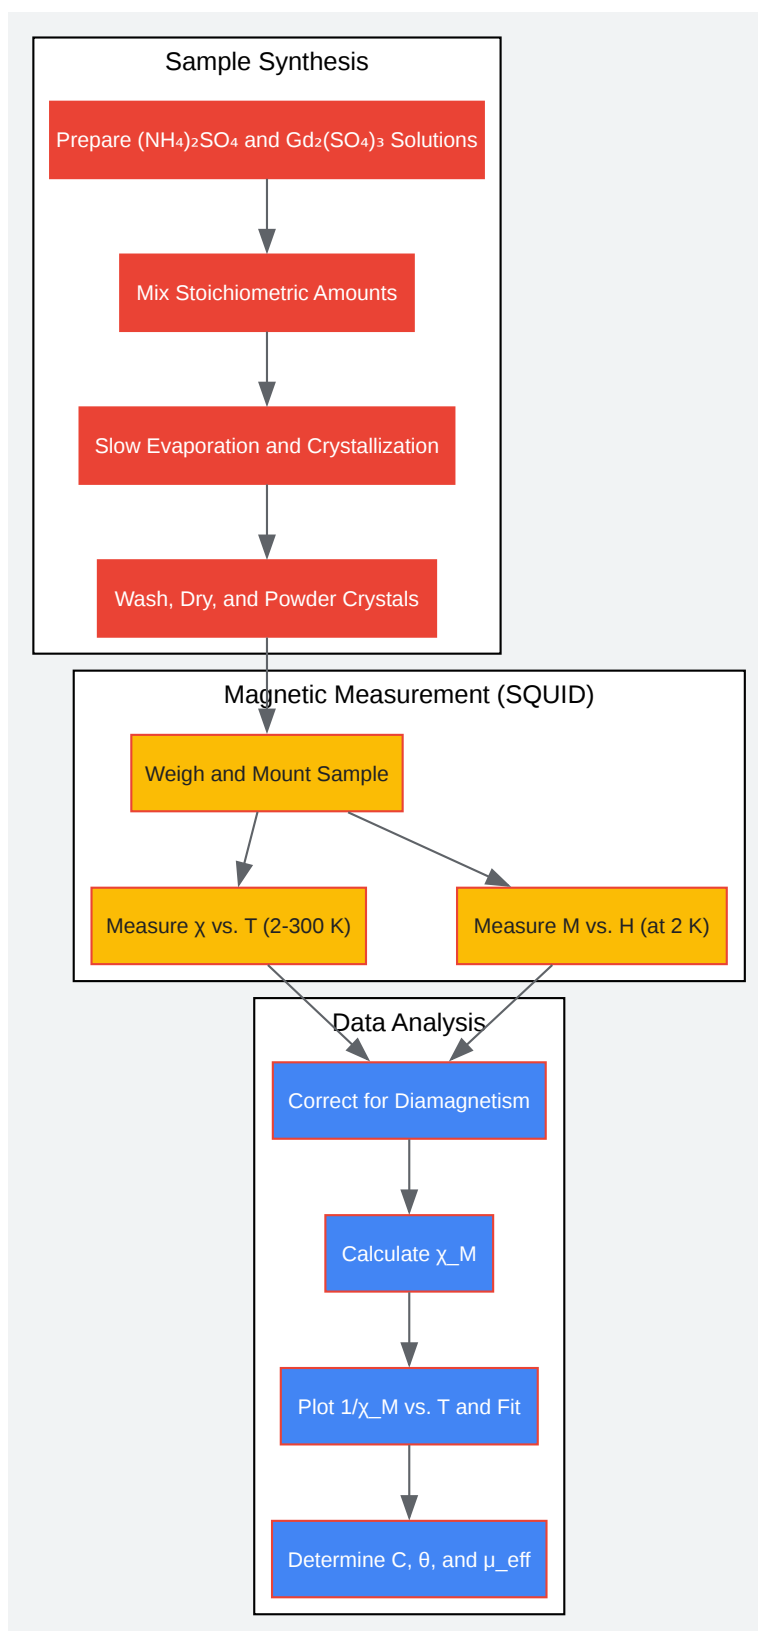 Sample Synthesis
Prepare (NH₄)₂SO₄ and Gd₂(SO₄)₃ Solutions
Mix Stoichiometric Amounts
Slow Evaporation and Crystallization
Wash, Dry, and Powder Crystals
Magnetic Measurement (SQUID)
Weigh and Mount Sample
Measure χ vs. T (2-300 K)
Measure M vs. H (at 2 K)
Data Analysis
Correct for Diamagnetism
Calculate χ_M
Plot 1/χ_M vs. T and Fit
Determine C, θ, and μ_eff